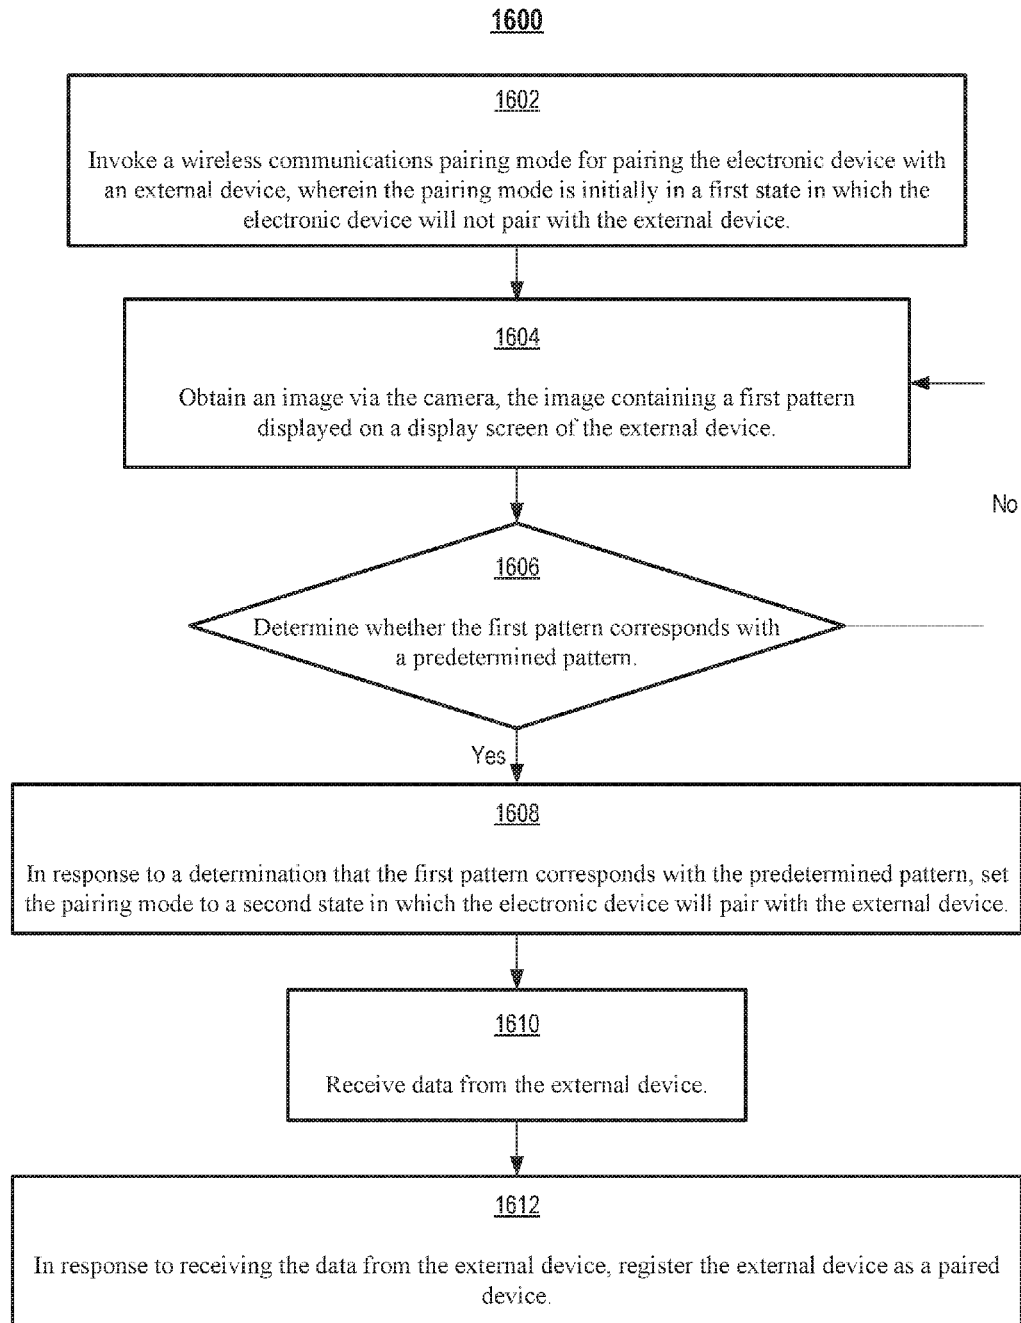 1600
1602
Invoke a wireless communications pairing mode for pairing the electronic device with
an external device, wherein the pairing mode is initially in a first state in which the
electronic device will not pair with the external device.
1604
Obtain an image via the camera, the image containing a first pattern
displayed on a display screen of the external device.
No
1606
Determine whether the first pattern corresponds with
a predetermined pattern.
Yes
1608
In response to a determination that the first pattern corresponds with the predetermined pattern, set
the pairing mode to a second state in which the electronic device will pair with the external device.
1610
Receive data from the external device.
1612
In response to receiving the data from the external device, register the external device as a paired
device.